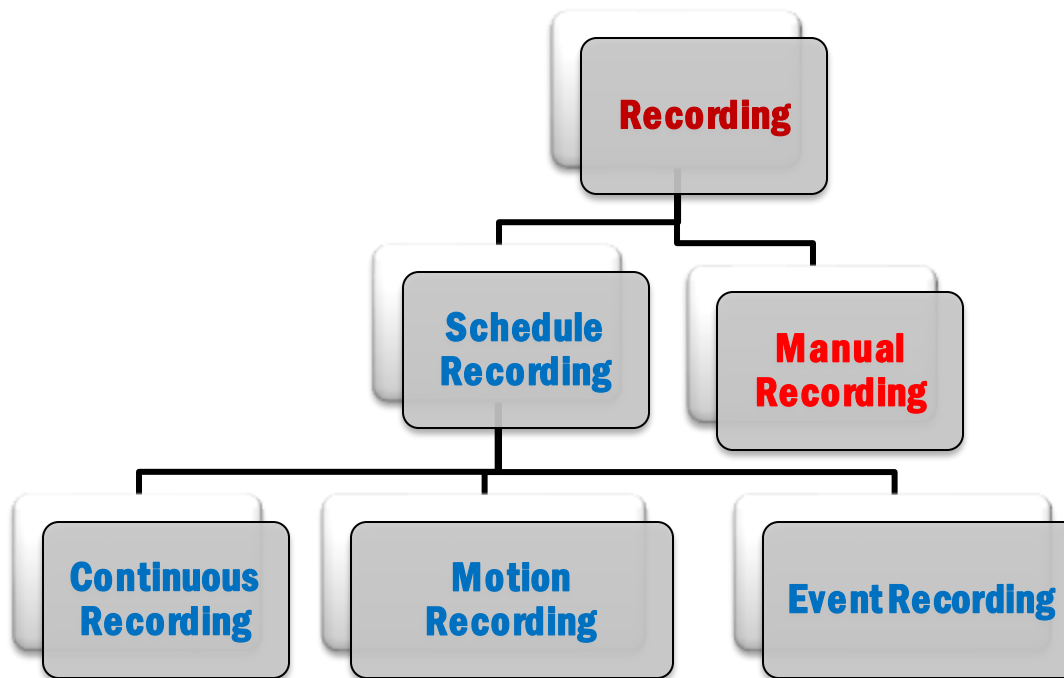 Recording
Schedule
Recording
Manual
Recording
Continuous
Recording
Motion
Recording
Event Recording